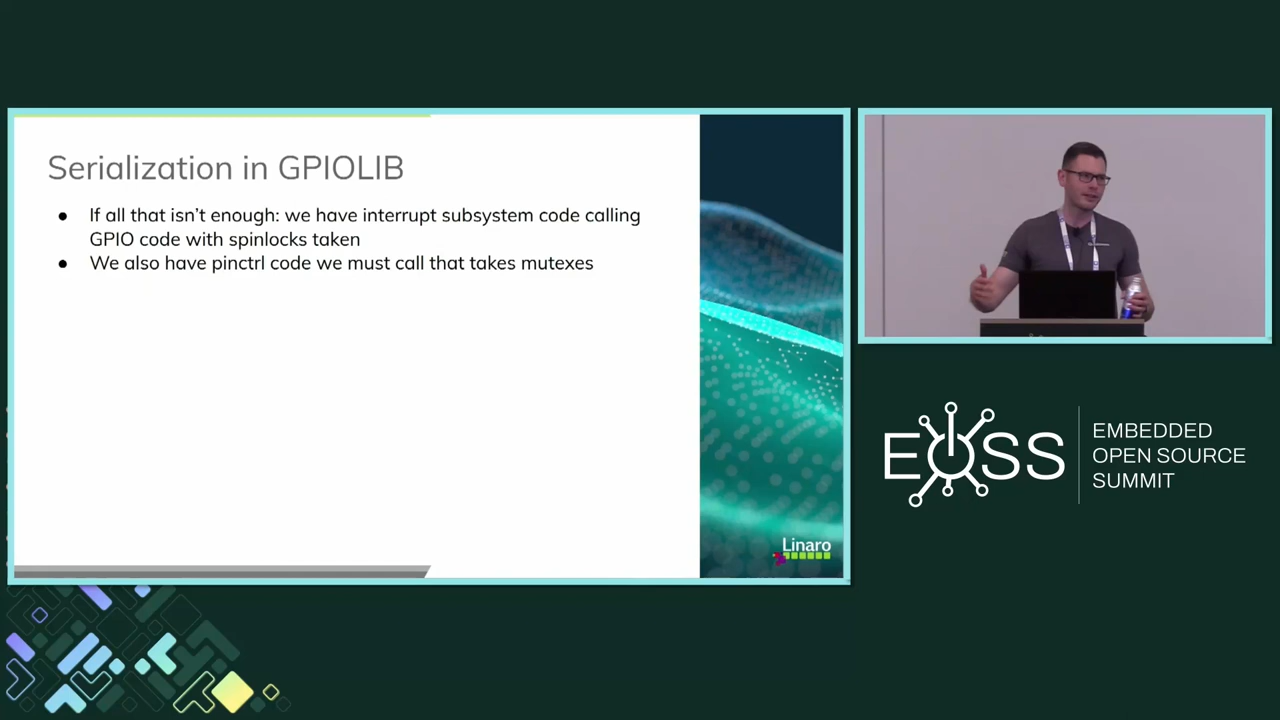 Serialization in GPIOLIB
● If all that isn’t enough: we have interrupt subsystem code calling
GPIO code with spinlocks taken
● We also have pinctrl code we must call that takes mutexes
Linaro
EOSS
EMBEDDED
OPEN SOURCE
SUMMIT